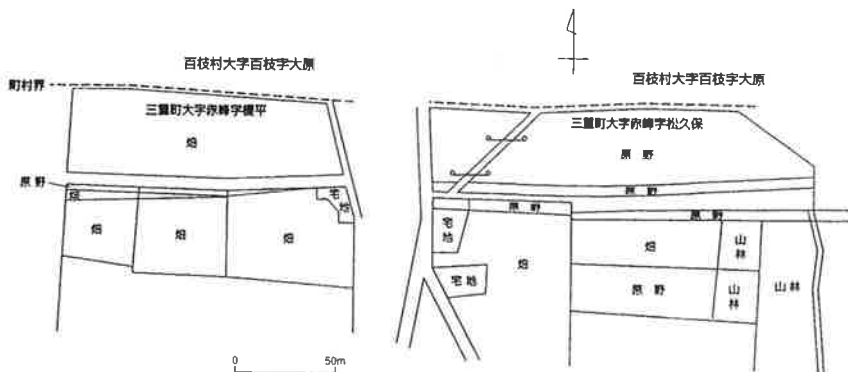 百枝村大字百枝字大原
町村界
三重町大字赤峰字榎平
畑
原野
畑
宅地
畑
畑
畑
0 50m
百枝村大字百枝字大原
三重町大字赤峰字松久保
原野
原野
原野
原野
宅地
畑
宅地
畑
山林
原野
山林
山林